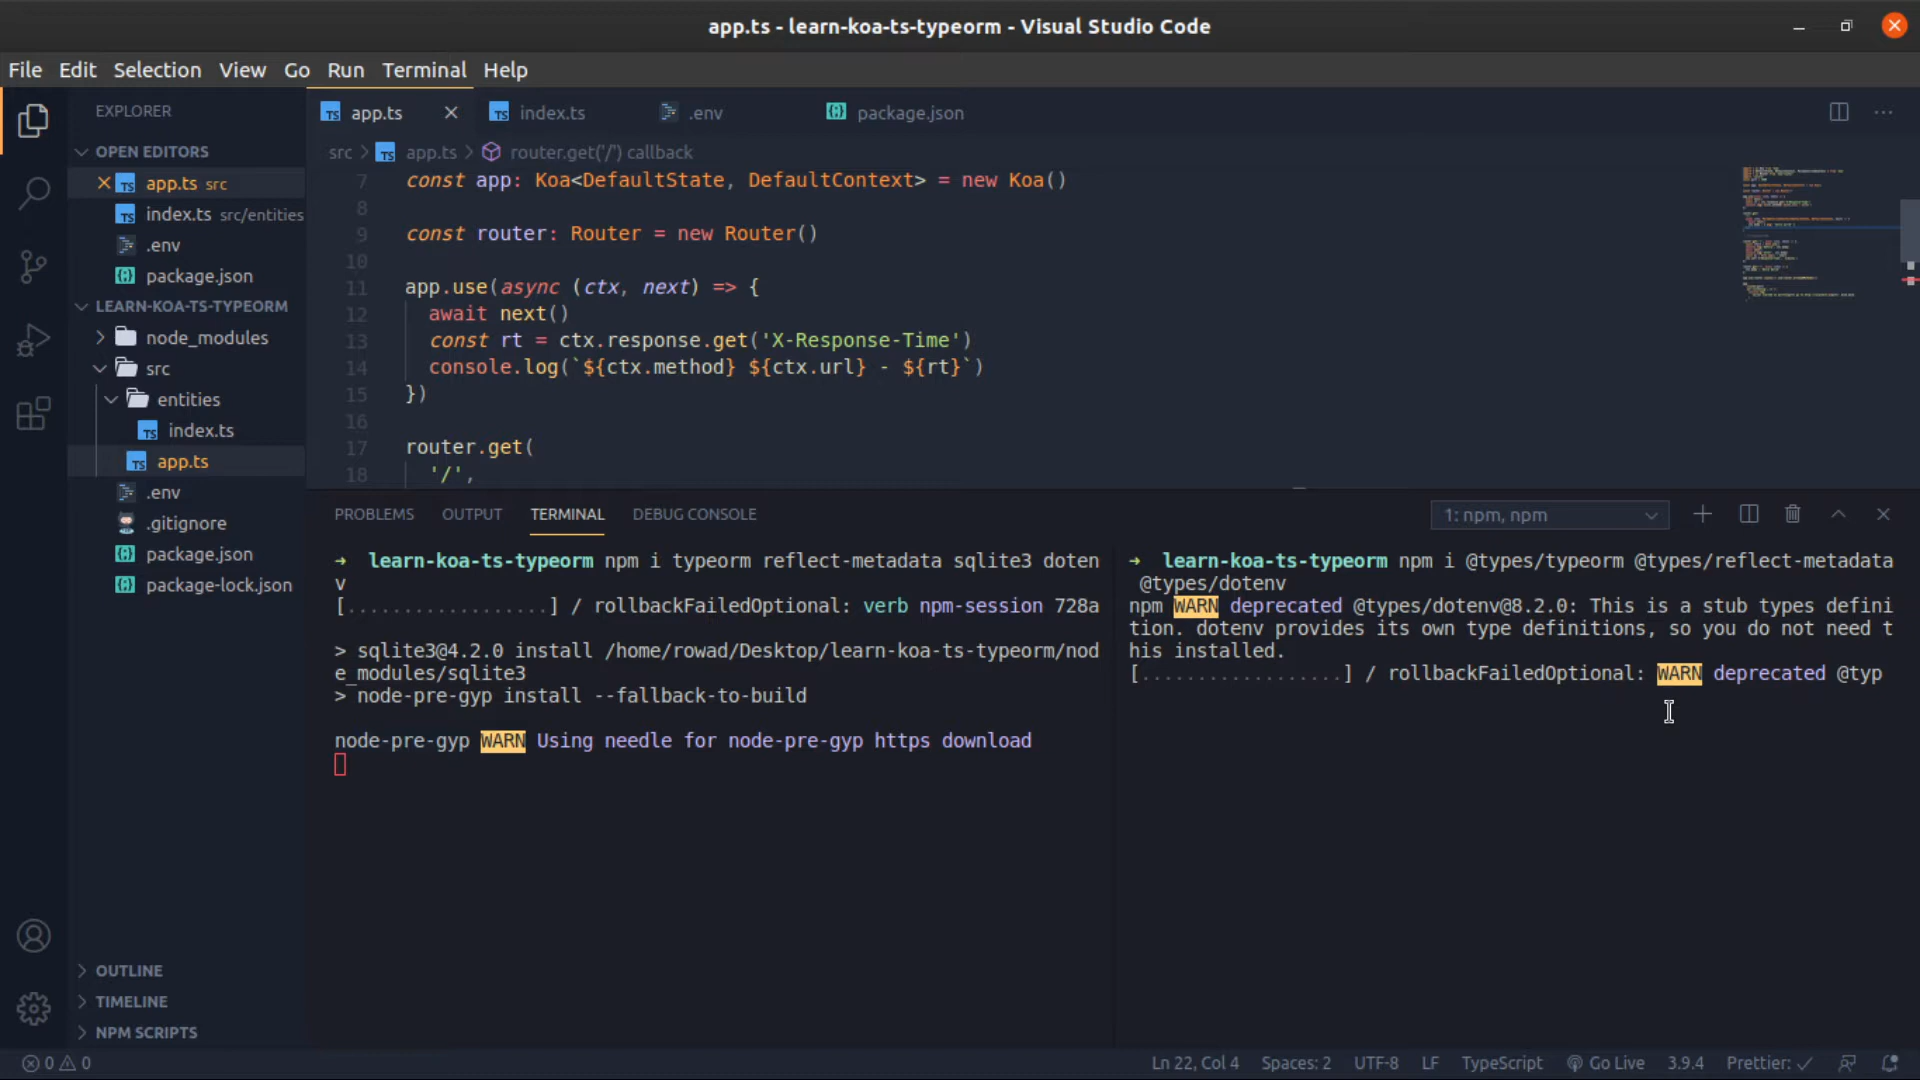 app.ts - learn-koa-ts-typeorm - Visual Studio Code
File Edit Selection View Go Run Terminal Help
EXPLORER
OPEN EDITORS
app.ts src
index.ts src/entities
.env
package.json
LEARN-KOA-TS-TYPEORM
node_modules
src
entities
index.ts
app.ts
.env
.gitignore
package.json
package-lock.json
OUTLINE
TIMELINE
NPM SCRIPTS
app.ts index.ts .env package.json
src > app.ts > router.get('/') callback
7 const app: Koa<DefaultState, DefaultContext> = new Koa()
8
9 const router: Router = new Router()
10
11 app.use(async (ctx, next) => {
12 await next()
13 const rt = ctx.response.get('X-Response-Time')
14 console.log(`${ctx.method} ${ctx.url} - ${rt}`)
15 })
16
17 router.get(
18 '/',
PROBLEMS OUTPUT TERMINAL DEBUG CONSOLE
1: npm, npm
→ learn-koa-ts-typeorm npm i typeorm reflect-metadata sqlite3 doten
v
[..................] / rollbackFailedOptional: verb npm-session 728a
> sqlite3@4.2.0 install /home/rowad/Desktop/learn-koa-ts-typeorm/nod
e_modules/sqlite3
> node-pre-gyp install --fallback-to-build
node-pre-gyp WARN Using needle for node-pre-gyp https download
→ learn-koa-ts-typeorm npm i @types/typeorm @types/reflect-metadata
@types/dotenv
npm WARN deprecated @types/dotenv@8.2.0: This is a stub types defini
tion. dotenv provides its own type definitions, so you do not need t
his installed.
[..................] / rollbackFailedOptional: WARN deprecated @typ
0 0
Ln 22, Col 4 Spaces: 2 UTF-8 LF TypeScript Go Live 3.9.4 Prettier: ✓